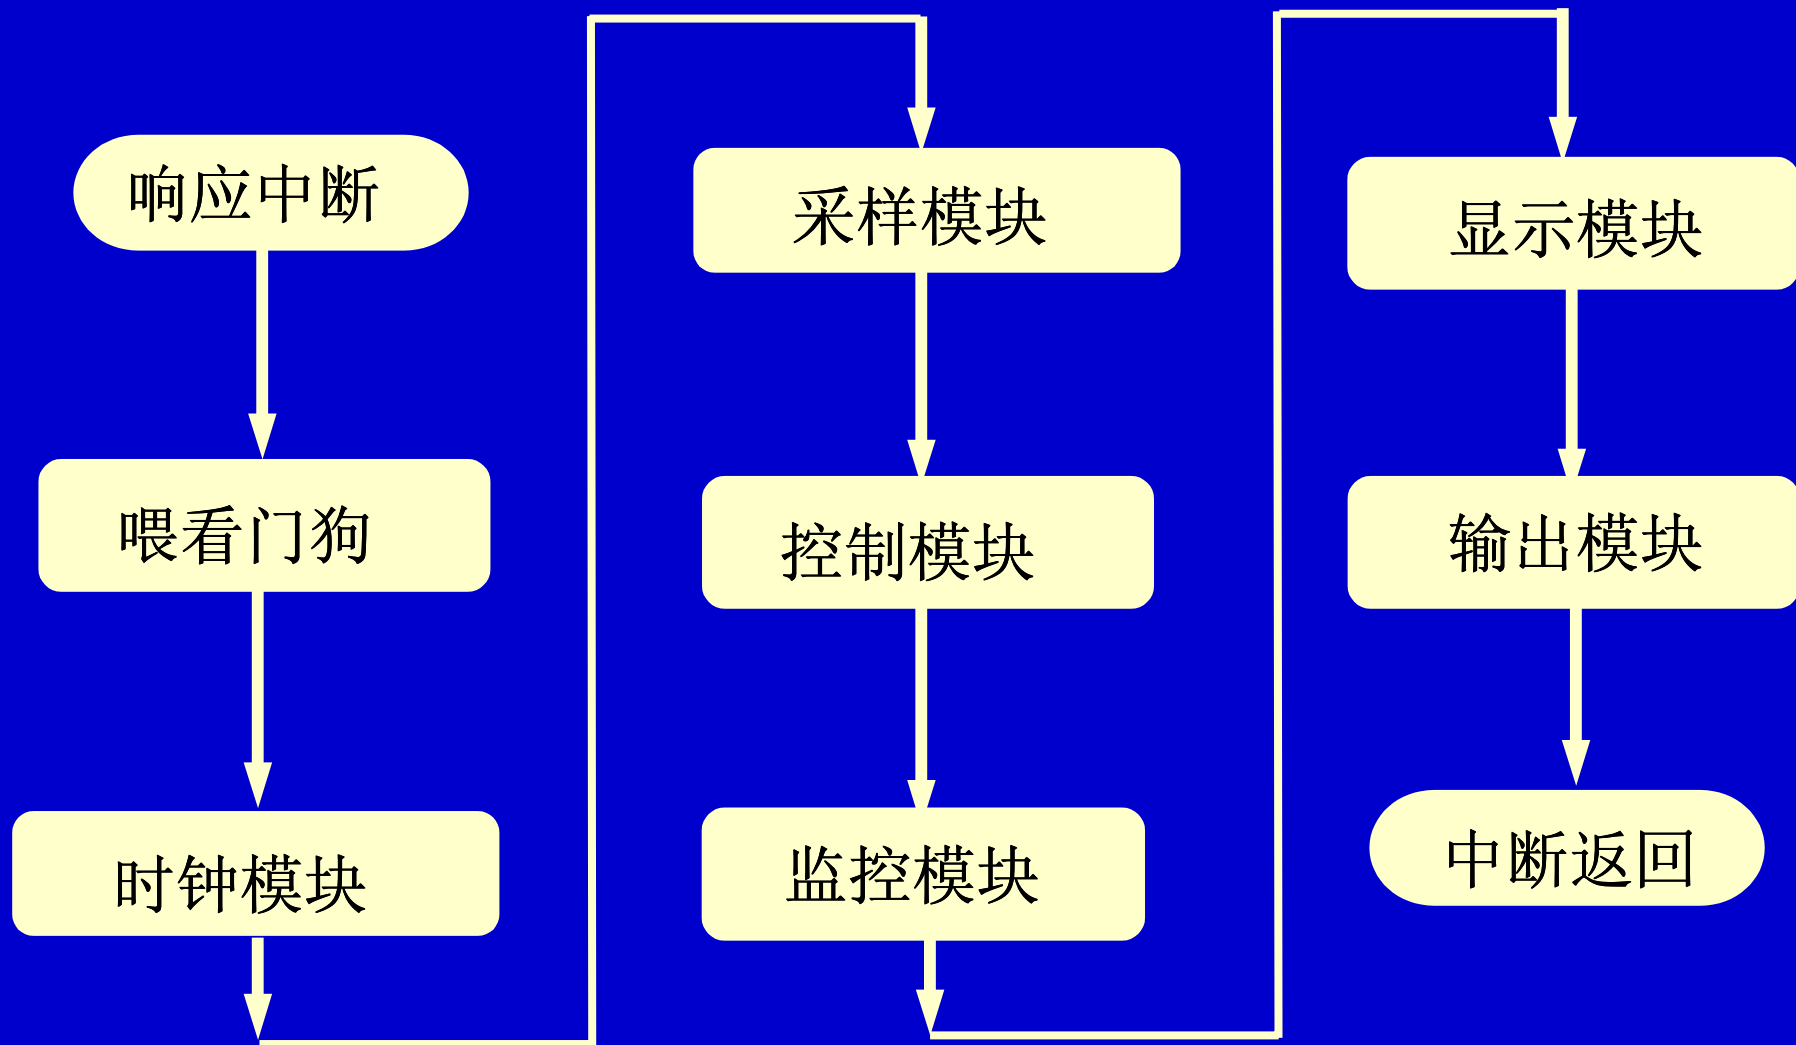 响应中断
喂看门狗
时钟模块
采样模块
控制模块
监控模块
显示模块
输出模块
中断返回